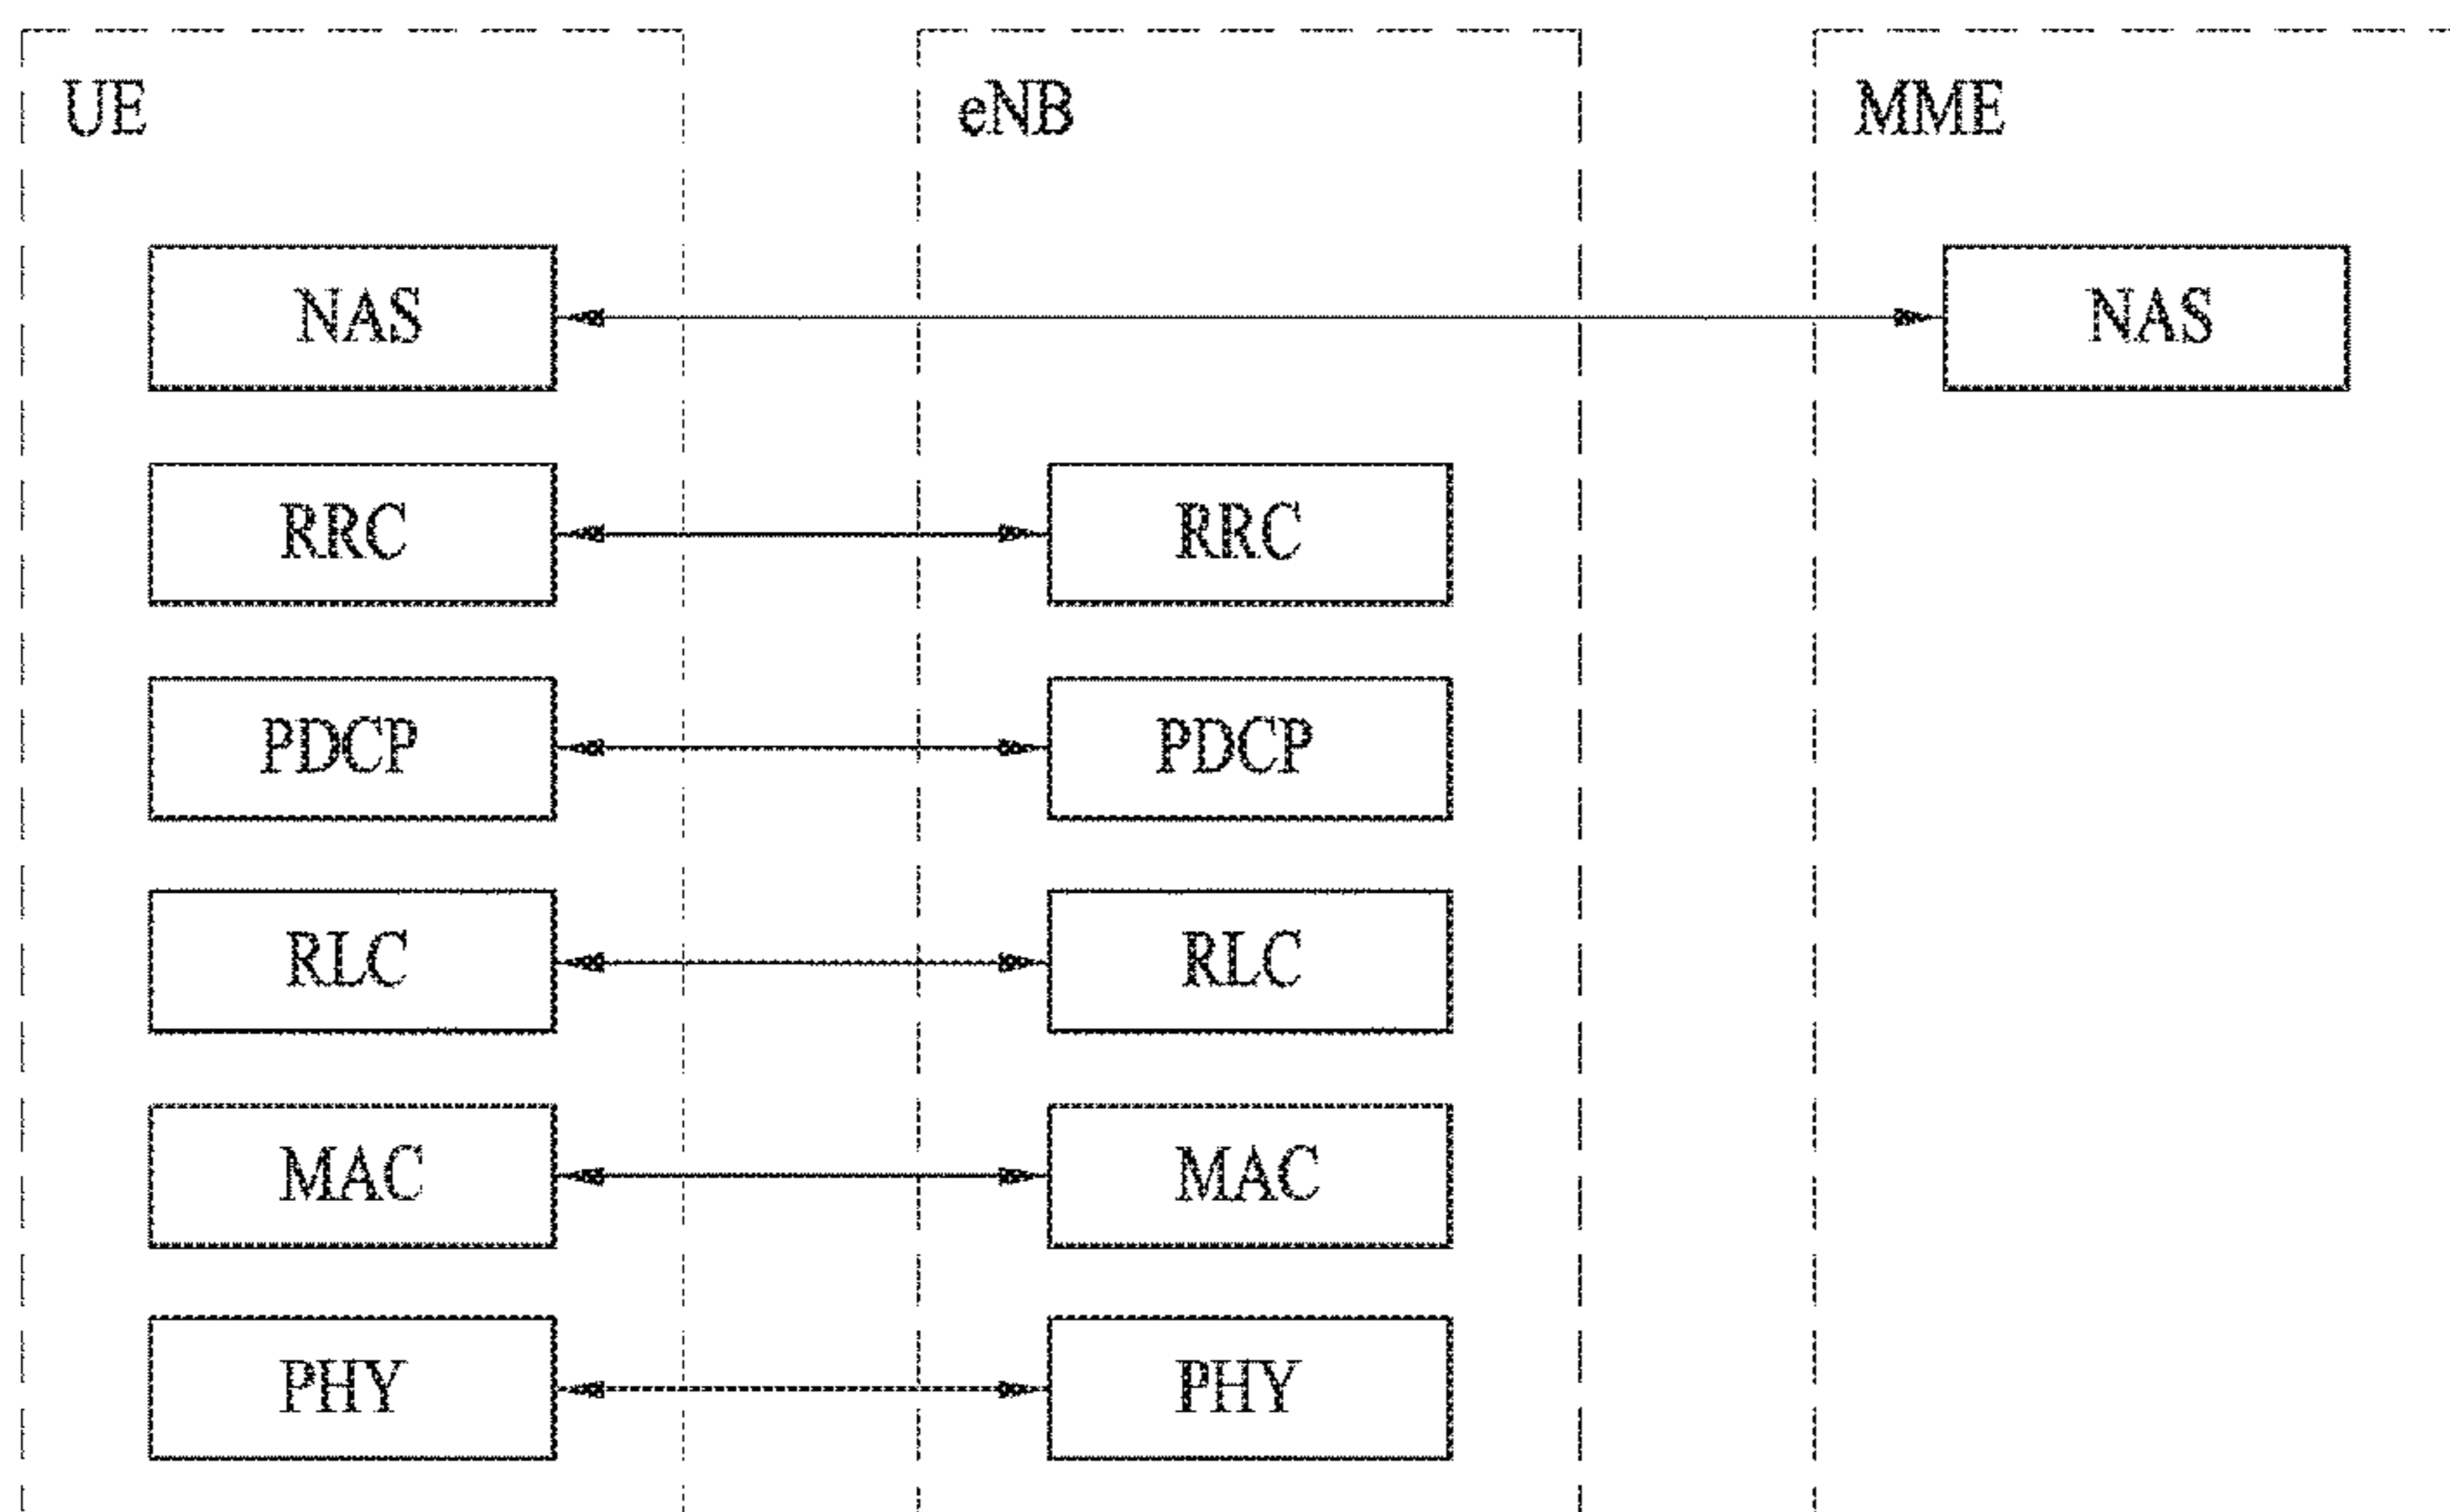 UE eNB MME
NAS NAS
RRC RRC
PDCP PDCP
RLC RLC
MAC MAC
PHY PHY